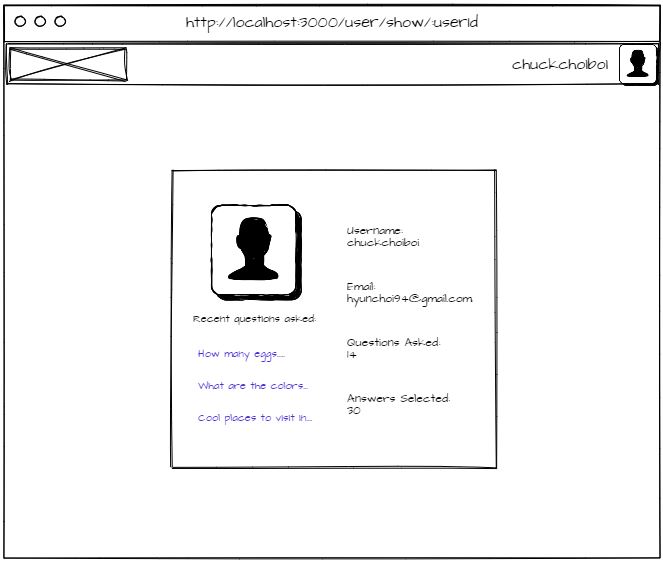 http://localhost:3000/user/show/:userId
chuckchoiboi
Username:
chuckchoiboi
Email:
hyunchoi94@gmail.com
Recent questions asked:
How many eggs....
What are the colors...
Cool places to visit in...
Questions Asked:
14
Answers Selected:
30